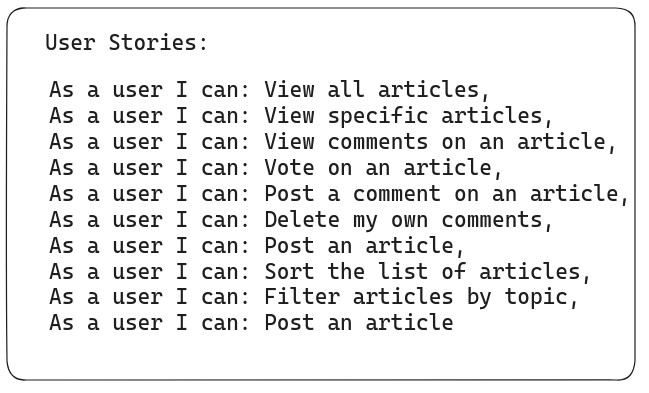 User Stories:
As a user I can: View all articles,
As a user I can: View specific articles,
As a user I can: View comments on an article,
As a user I can: Vote on an article,
As a user I can: Post a comment on an article,
As a user I can: Delete my own comments,
As a user I can: Post an article,
As a user I can: Sort the list of articles,
As a user I can: Filter articles by topic,
As a user I can: Post an article